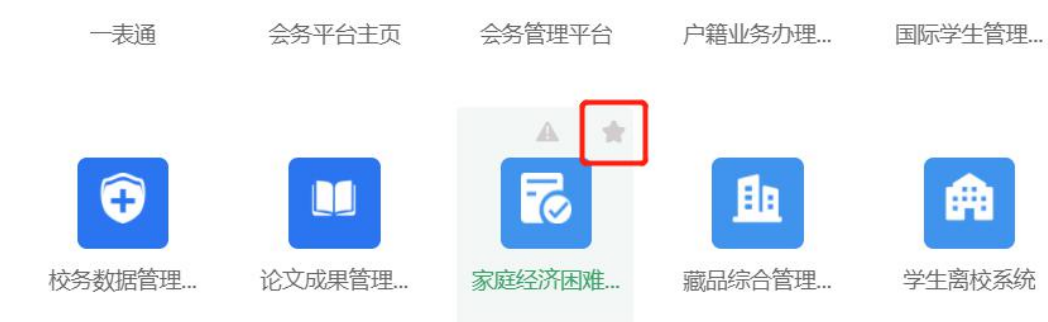 一表通
会务平台主页
会务管理平台
户籍业务办理...
国际学生管理...
校务数据管理...
论文成果管理...
家庭经济困难...
藏品综合管理...
学生离校系统